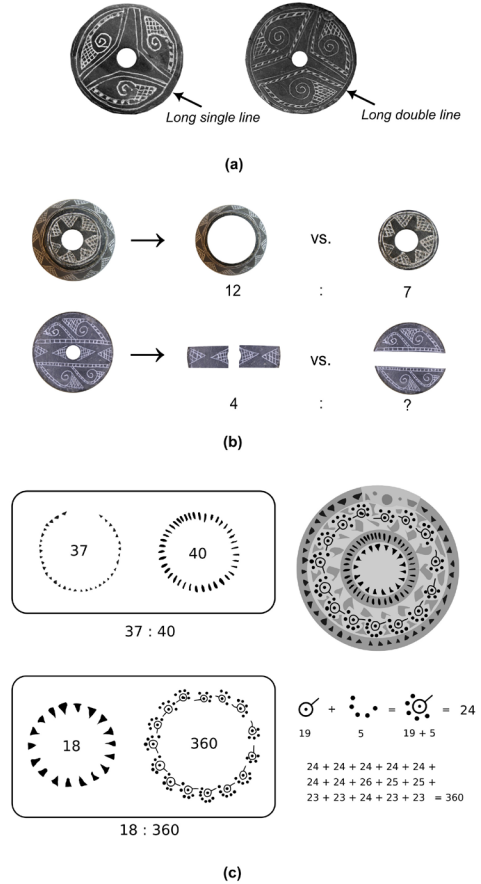 Long single line
Long double line
(a)
vs.
12 : 7
vs.
4 : ?
(b)
37
40
37 : 40
18
360
18 : 360
+ = = 24
19 5 19 + 5
24 + 24 + 24 + 24 + 24 +
24 + 24 + 26 + 25 + 25 +
23 + 23 + 24 + 23 + 23 = 360
(c)